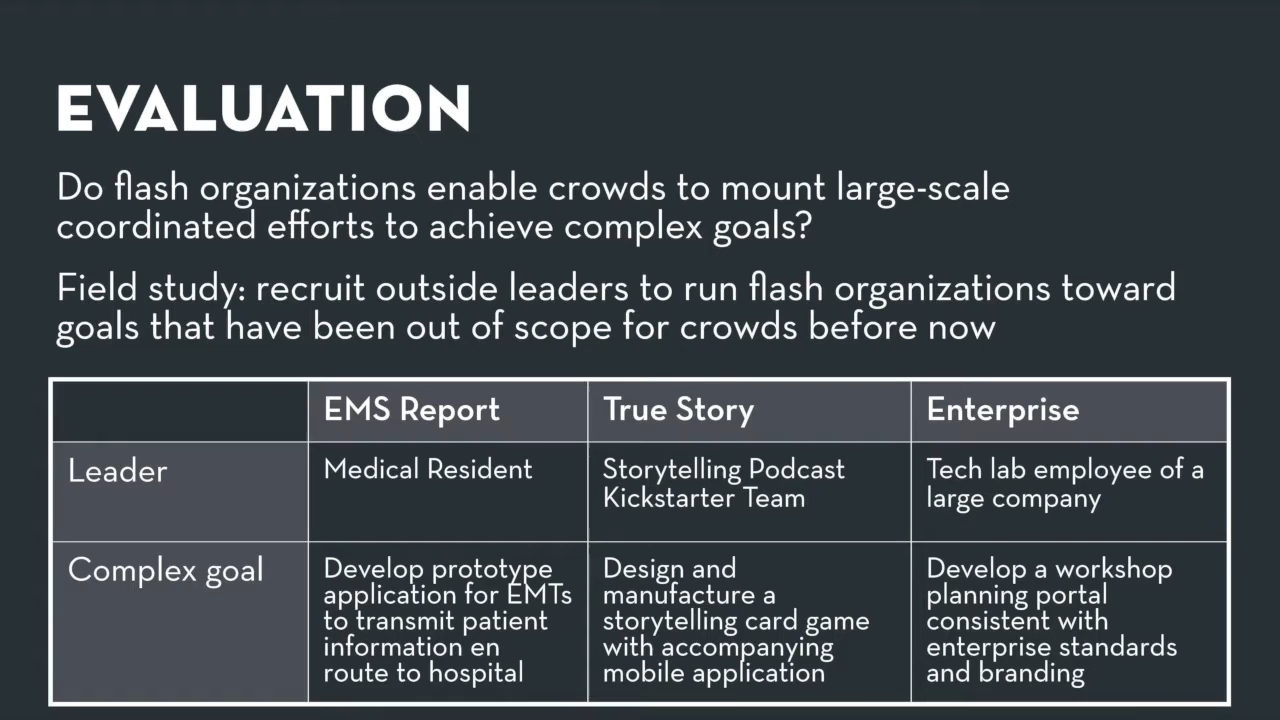 EVALUATION
Do flash organizations enable crowds to mount large-scale
coordinated efforts to achieve complex goals?
Field study: recruit outside leaders to run flash organizations toward
goals that have been out of scope for crowds before now
EMS Report
True Story
Enterprise
Leader
Medical Resident
Storytelling Podcast
Kickstarter Team
Tech lab employee of a
large company
Complex goal
Develop prototype
application for EMTs
to transmit patient
information en
route to hospital
Design and
manufacture a
storytelling card game
with accompanying
mobile application
Develop a workshop
planning portal
consistent with
enterprise standards
and branding